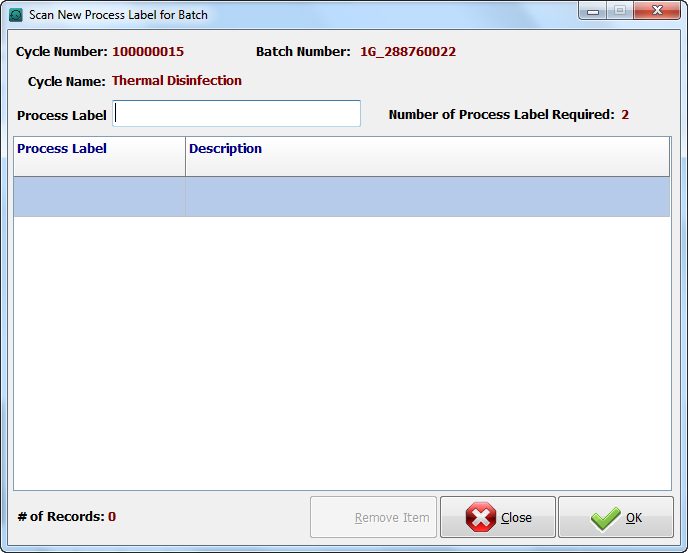 Scan New Process Label for Batch
Cycle Number: 100000015 Batch Number: 1G_288760022
Cycle Name: Thermal Disinfection
Process Label Number of Process Label Required: 2
Process Label Description
# of Records: 0 Remove Item Close OK